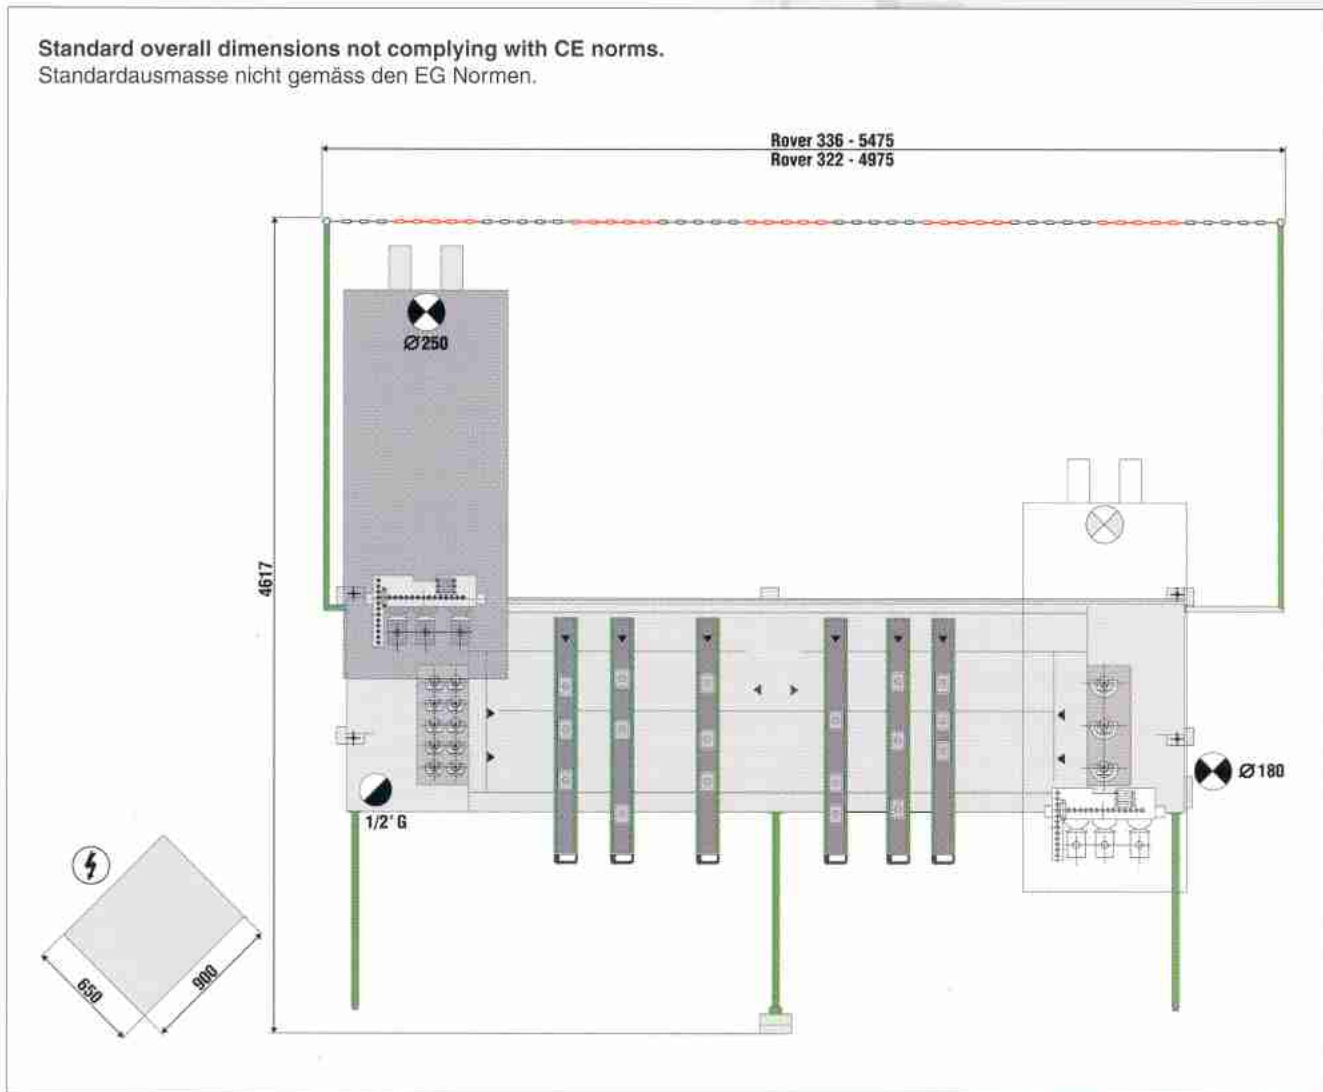 Standard overall dimensions not complying with CE norms.
Standardausmasse nicht gemäss den EG Normen.
Rover 336 - 5475
Rover 322 - 4975
Ø250
4617
Ø180
1/2' G
650
900